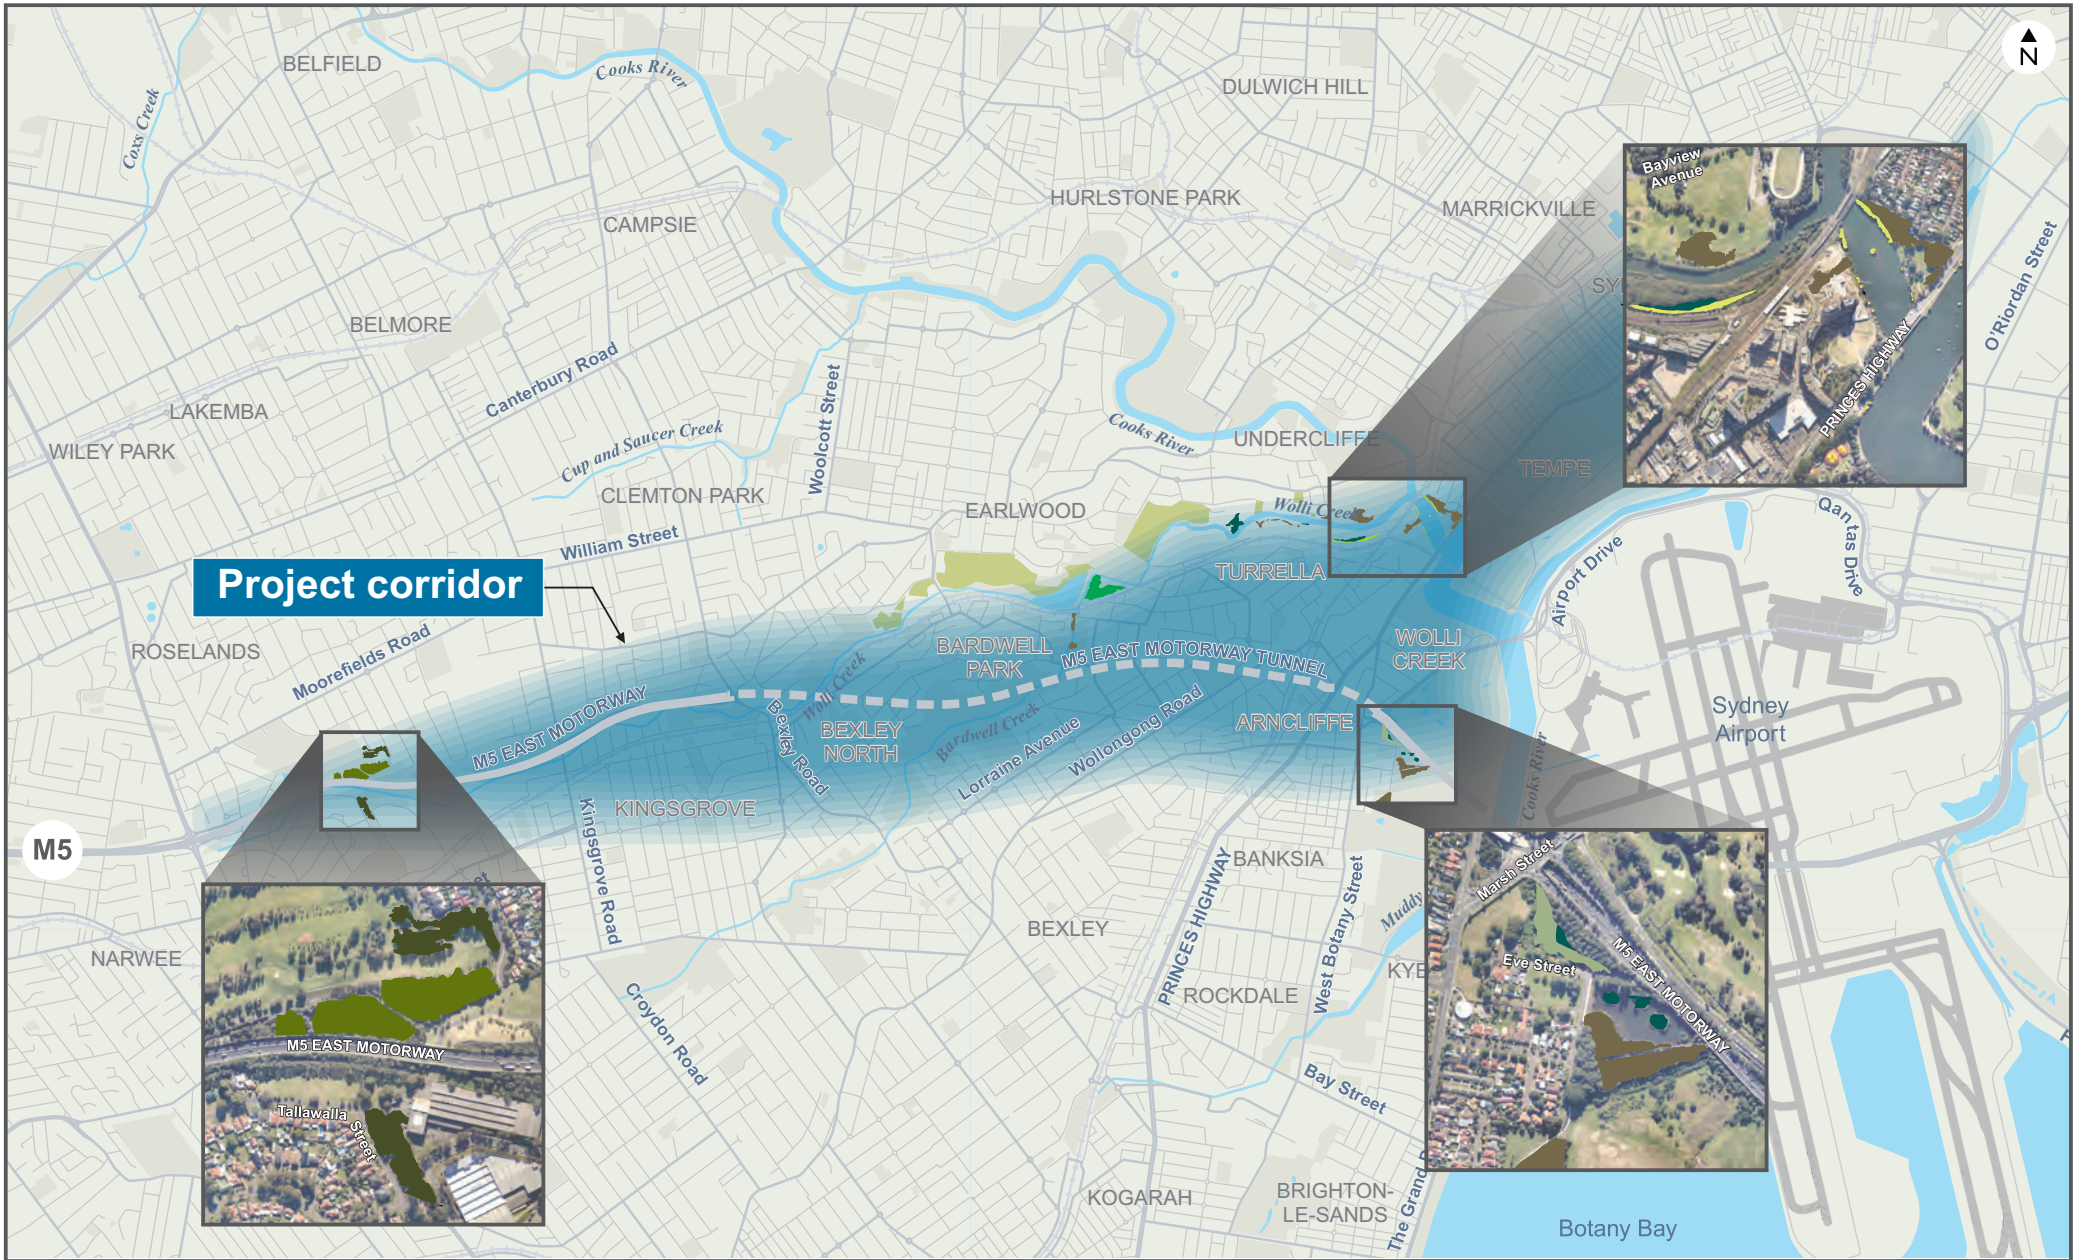 N
BELFIELD
Cooks River
DULWICH HILL
Coxs Creek
Bayview
Avenue
HURLSTONE PARK
MARRICKVILLE
CAMPSIE
O'Riordan Street
BELMORE
Canterbury Road
PRINCES HIGHWAY
LAKEMBA
Woolcott Street
Cooks River
UNDERCLIFFE
WILEY PARK
Cup and Saucer Creek
TEMPE
CLEMTON PARK
EARLWOOD
Wolli Creek
Qantas Drive
William Street
Airport Drive
TURRELLA
Project corridor
ROSELANDS
Moorefields Road
BARDWELL
PARK
M5 EAST MOTORWAY TUNNEL
WOLLI
CREEK
Wolli Creek
M5 EAST MOTORWAY
Bexley Road
BEXLEY
NORTH
Bardwell Creek
Lorraine Avenue
Wollongong Road
ARNCLIFFE
Sydney
Airport
Cooks River
KINGSGROVE
Kingsgrove Road
M5
BANKSIA
PRINCES HIGHWAY
West Botany Street
Muddy
Marsh Street
M5 EAST MOTORWAY
Eve Street
NARWEE
BEXLEY
ROCKDALE
Croydon Road
M5 EAST MOTORWAY
Tallawalla
Street
Bay Street
KOGARAH
BRIGHTON-
LE-SANDS
The Grand
Botany Bay